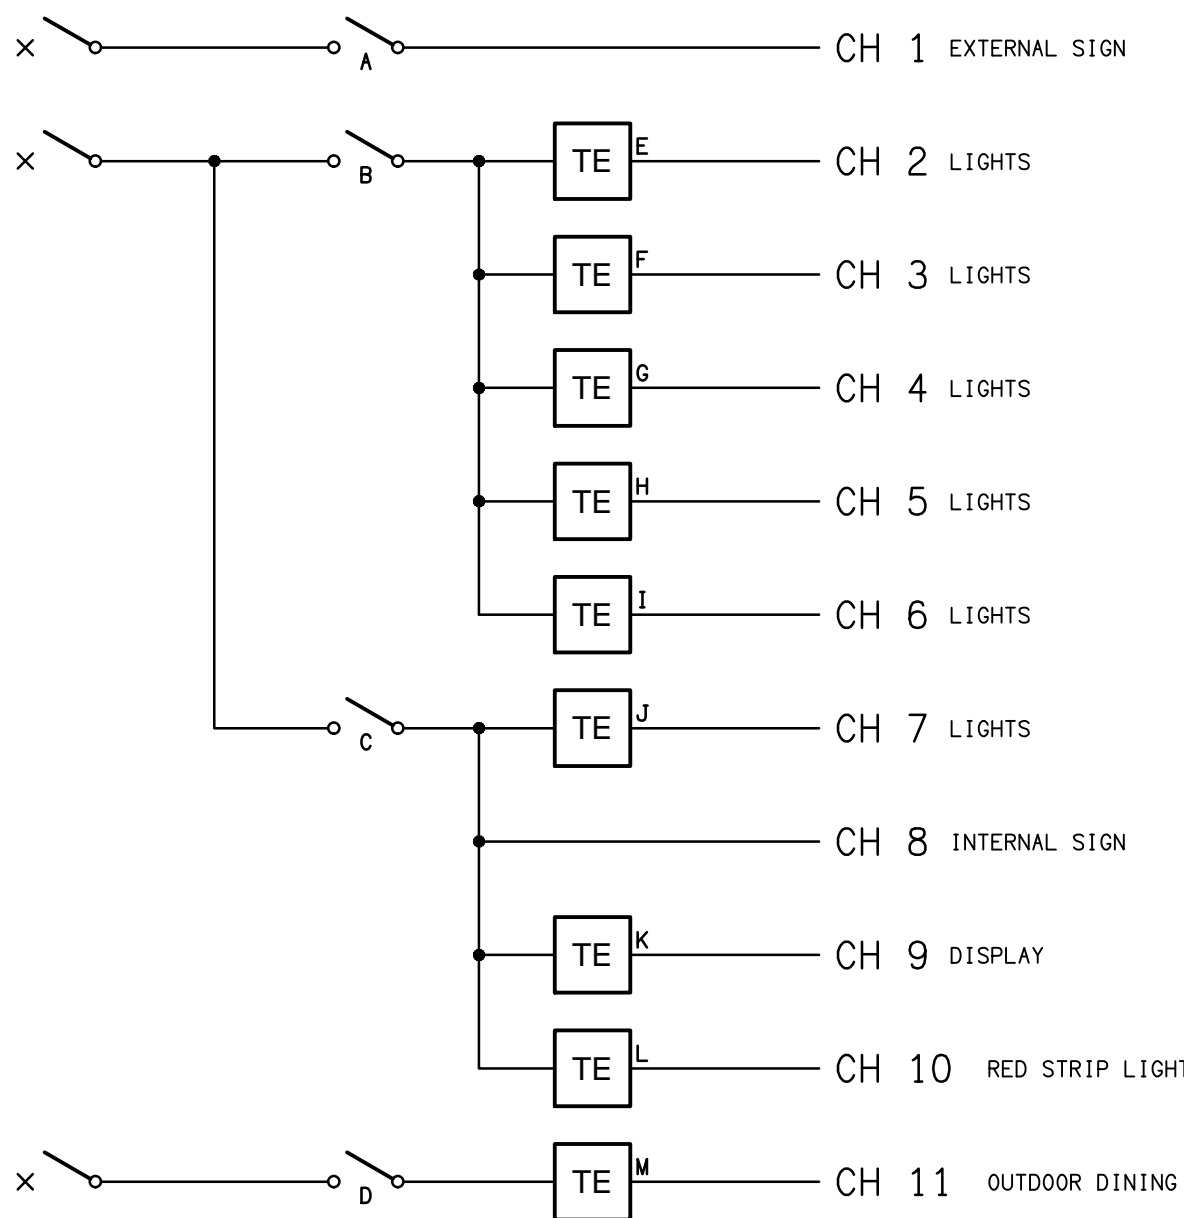 A CH 1 EXTERNAL SIGN
B TE E CH 2 LIGHTS
TE F CH 3 LIGHTS
TE G CH 4 LIGHTS
TE H CH 5 LIGHTS
TE I CH 6 LIGHTS
C TE J CH 7 LIGHTS
CH 8 INTERNAL SIGN
TE K CH 9 DISPLAY
TE L CH 10 RED STRIP LIGHT
D TE M CH 11 OUTDOOR DINING